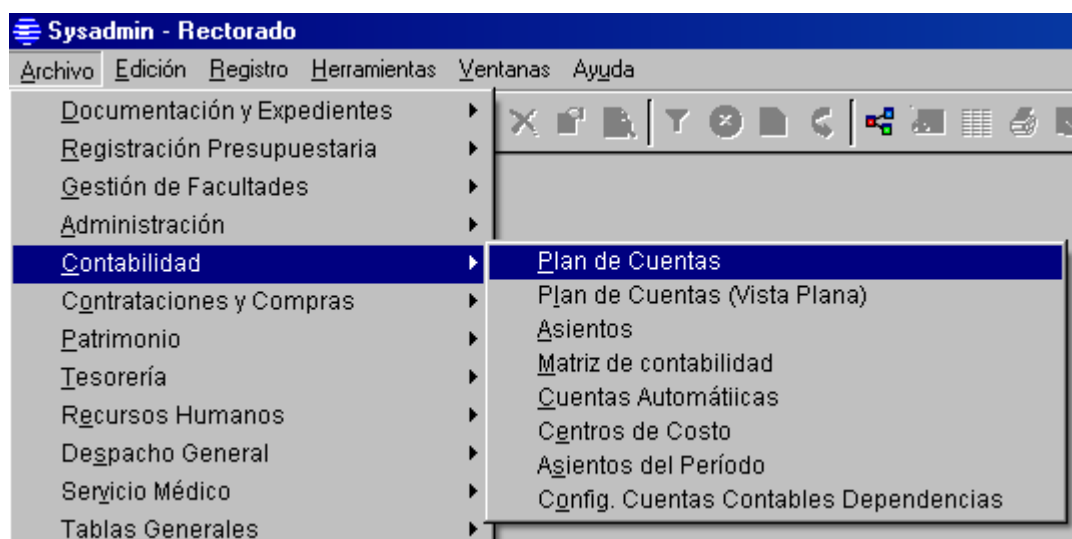 Sysadmin - Rectorado
Archivo Edición Registro Herramientas Ventanas Ayuda
Documentación y Expedientes
Registración Presupuestaria
Gestión de Facultades
Administración
Contabilidad
Contrataciones y Compras
Patrimonio
Tesorería
Recursos Humanos
Despacho General
Servicio Médico
Tablas Generales
Plan de Cuentas
Plan de Cuentas (Vista Plana)
Asientos
Matriz de contabilidad
Cuentas Automátiicas
Centros de Costo
Asientos del Período
Config. Cuentas Contables Dependencias